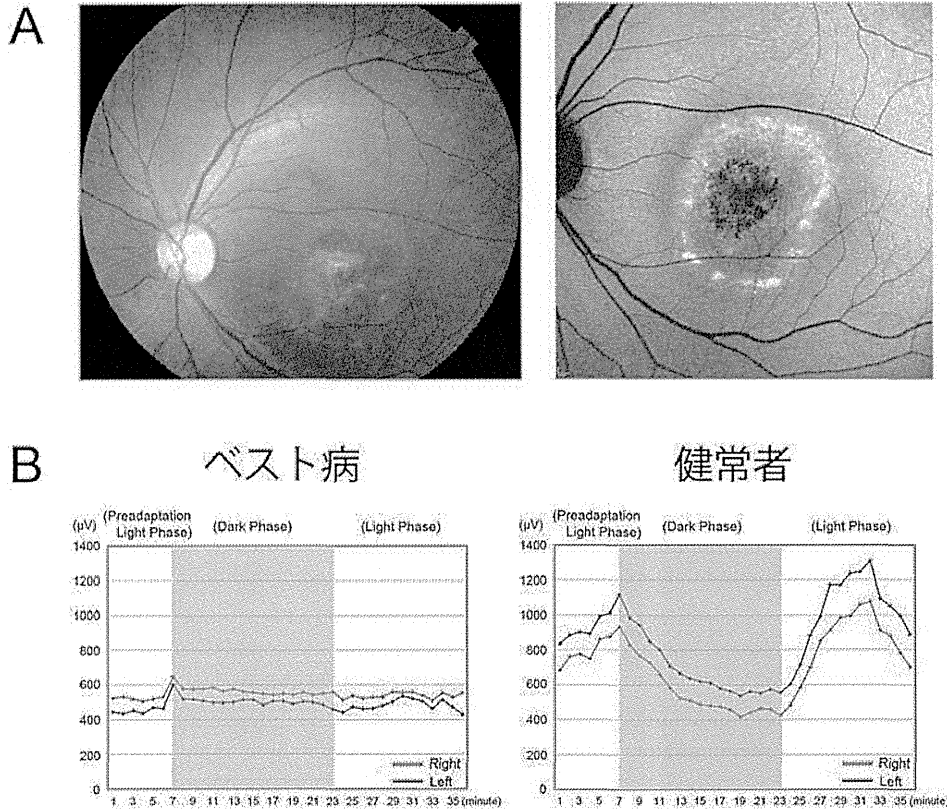 A
B
ベスト病
健常者
(Preadaptation
Light Phase)
(Dark Phase)
(Light Phase)
(μV)
1400
1200
1000
800
600
400
200
0
Right
Left
1 3 5 7 9 11 13 15 17 19 21 23 25 27 29 31 33 35 (minute)
(Preadaptation
Light Phase)
(Dark Phase)
(Light Phase)
(μV)
1400
1200
1000
800
600
400
200
0
Right
Left
1 3 5 7 9 11 13 15 17 19 21 23 25 27 29 31 33 35 (minute)